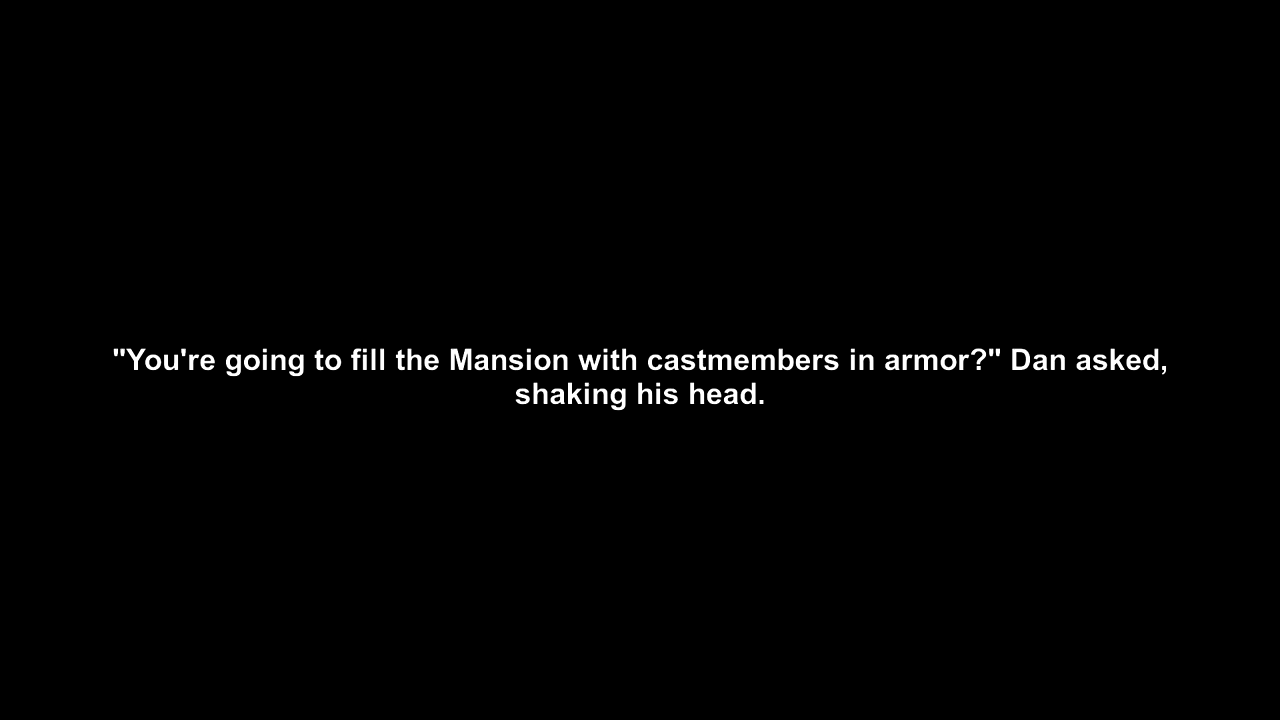 "You're going to fill the Mansion with castmembers in armor?" Dan asked,
shaking his head.